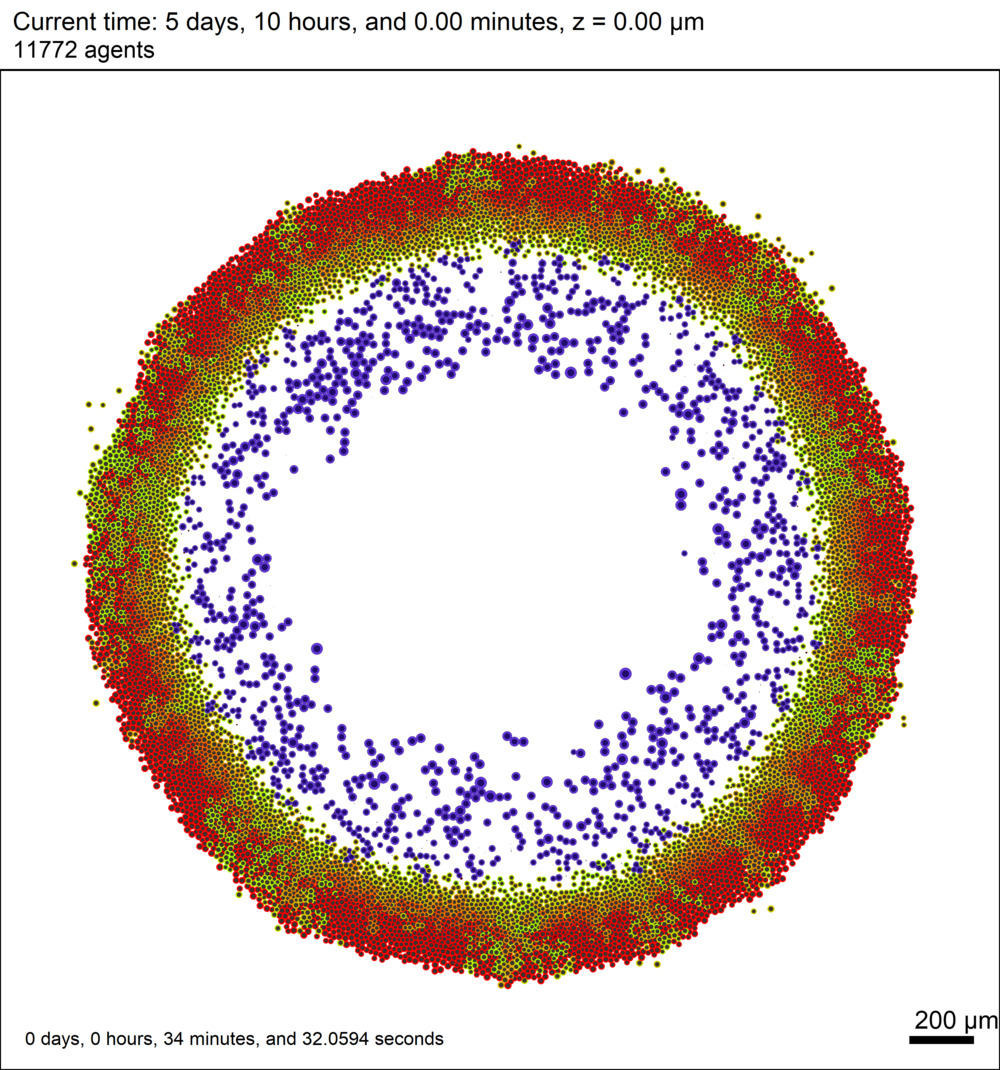 Current time: 5 days, 10 hours, and 0.00 minutes, z = 0.00 μm
11772 agents
200 μm
0 days, 0 hours, 34 minutes, and 32.0594 seconds